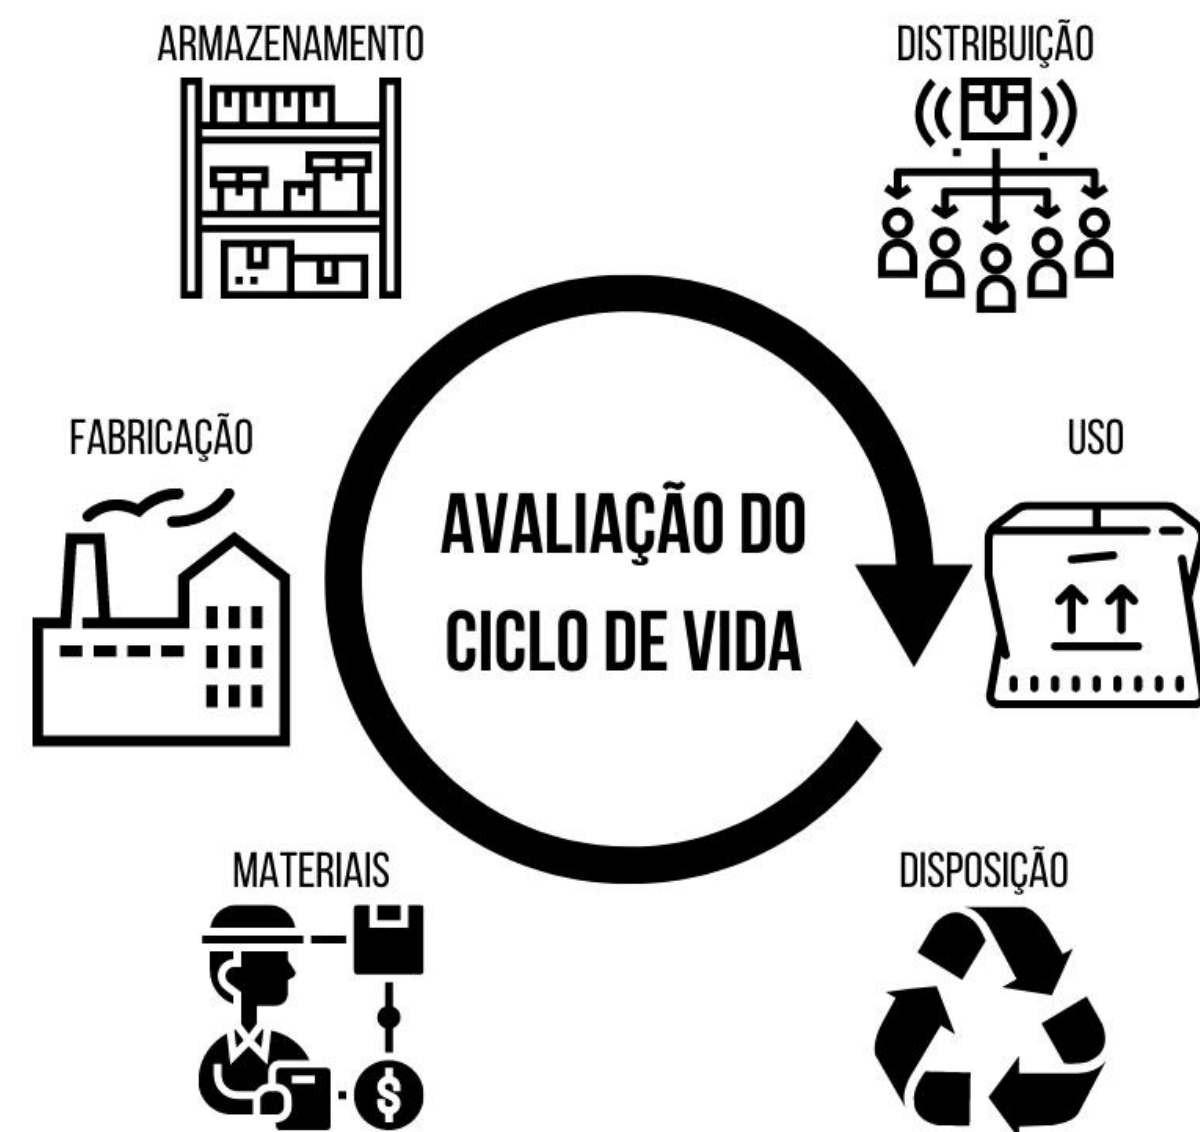 ARMAZENAMENTO
DISTRIBUIÇÃO
FABRICAÇÃO
USO
AVALIAÇÃO DO
CICLO DE VIDA
MATERIAIS
DISPOSIÇÃO
$